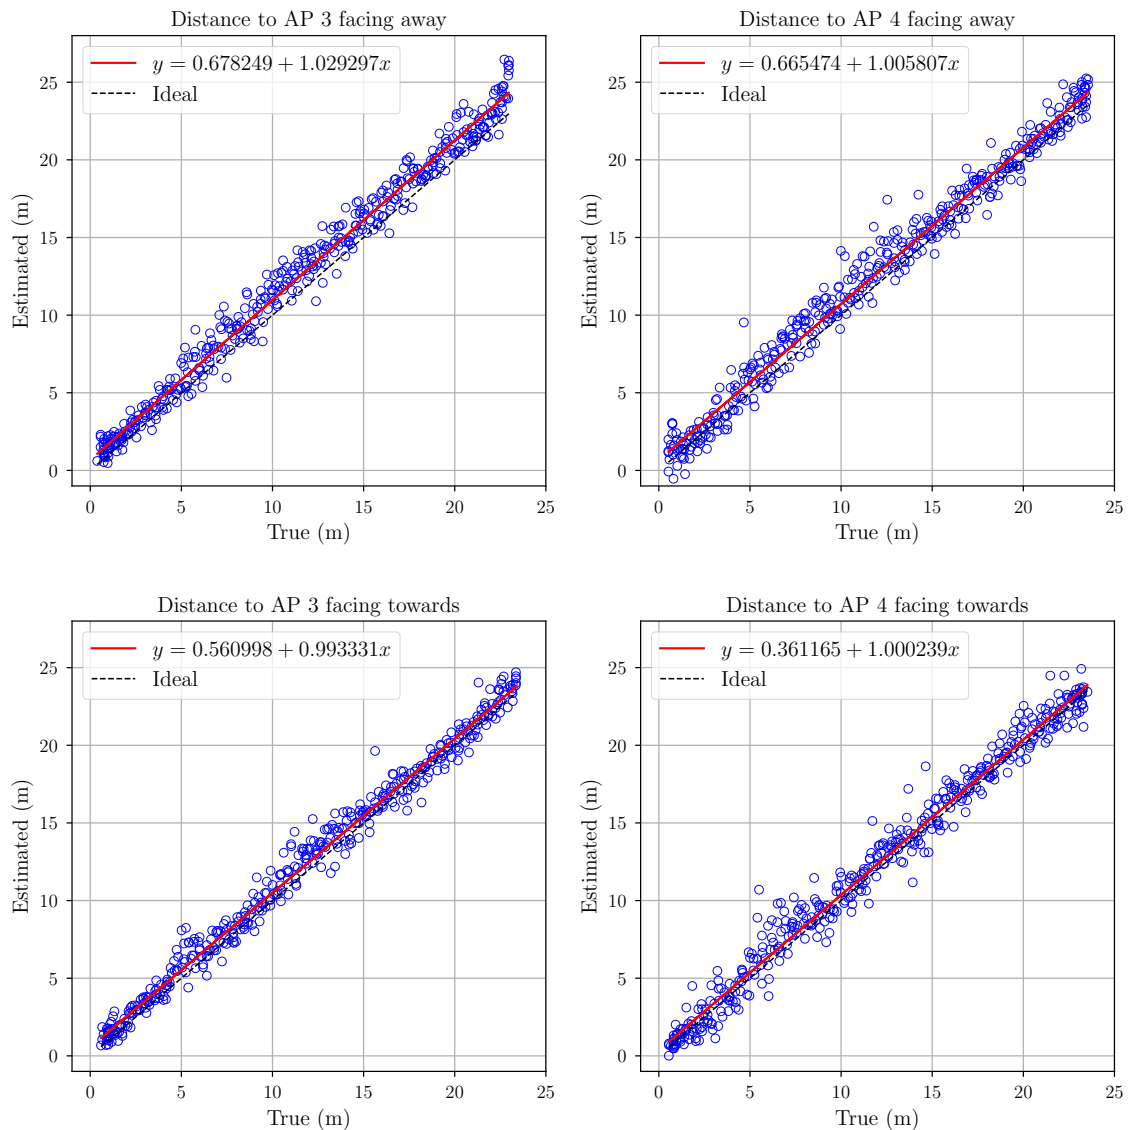 Distance to AP 3 facing away
y = 0.678249 + 1.029297x
Ideal
25
20
15
10
5
0
Estimated (m)
0 5 10 15 20 25
True (m)
Distance to AP 4 facing away
y = 0.665474 + 1.005807x
Ideal
25
20
15
10
5
0
Estimated (m)
0 5 10 15 20 25
True (m)
Distance to AP 3 facing towards
y = 0.560998 + 0.993331x
Ideal
25
20
15
10
5
0
Estimated (m)
0 5 10 15 20 25
True (m)
Distance to AP 4 facing towards
y = 0.361165 + 1.000239x
Ideal
25
20
15
10
5
0
Estimated (m)
0 5 10 15 20 25
True (m)